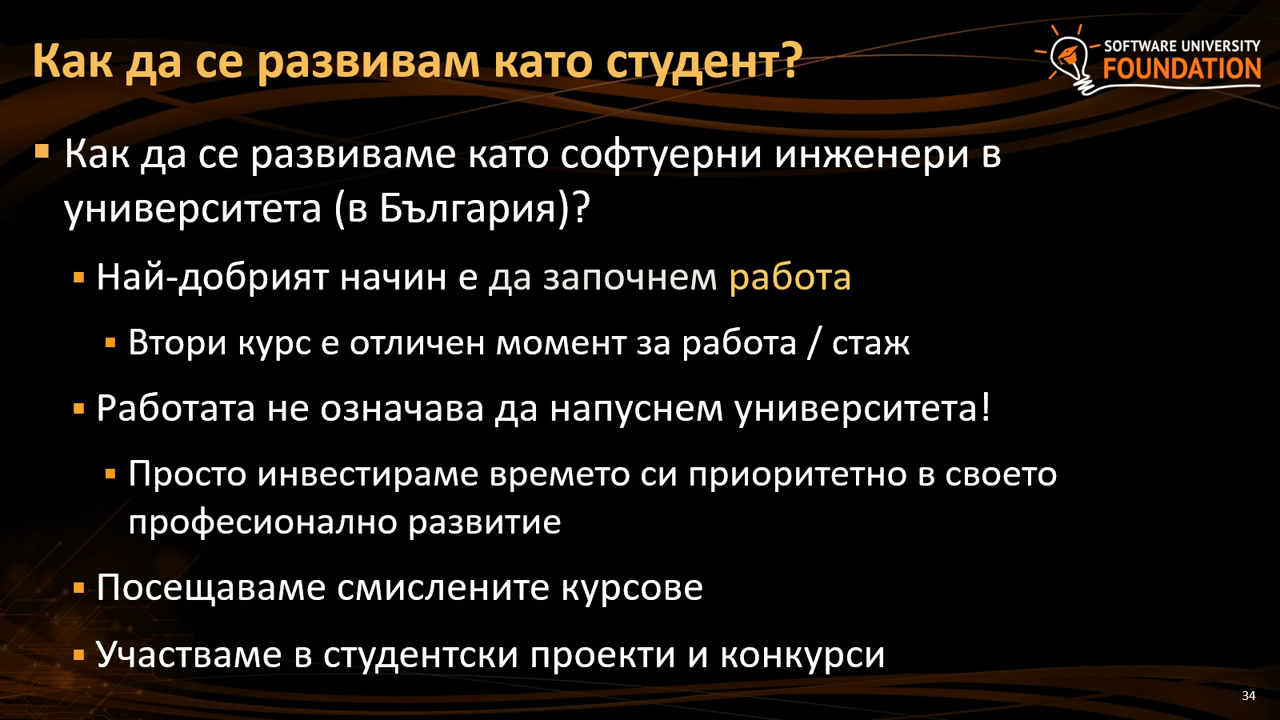 Как да се развивам като студент?
SOFTWARE UNIVERSITY
FOUNDATION
Как да се развиваме като софтуерни инженери в
университета (в България)?
Най-добрият начин е да започнем работа
Втори курс е отличен момент за работа / стаж
Работата не означава да напуснем университета!
Просто инвестираме времето си приоритетно в своето
професионално развитие
Посещаваме смислените курсове
Участваме в студентски проекти и конкурси
34